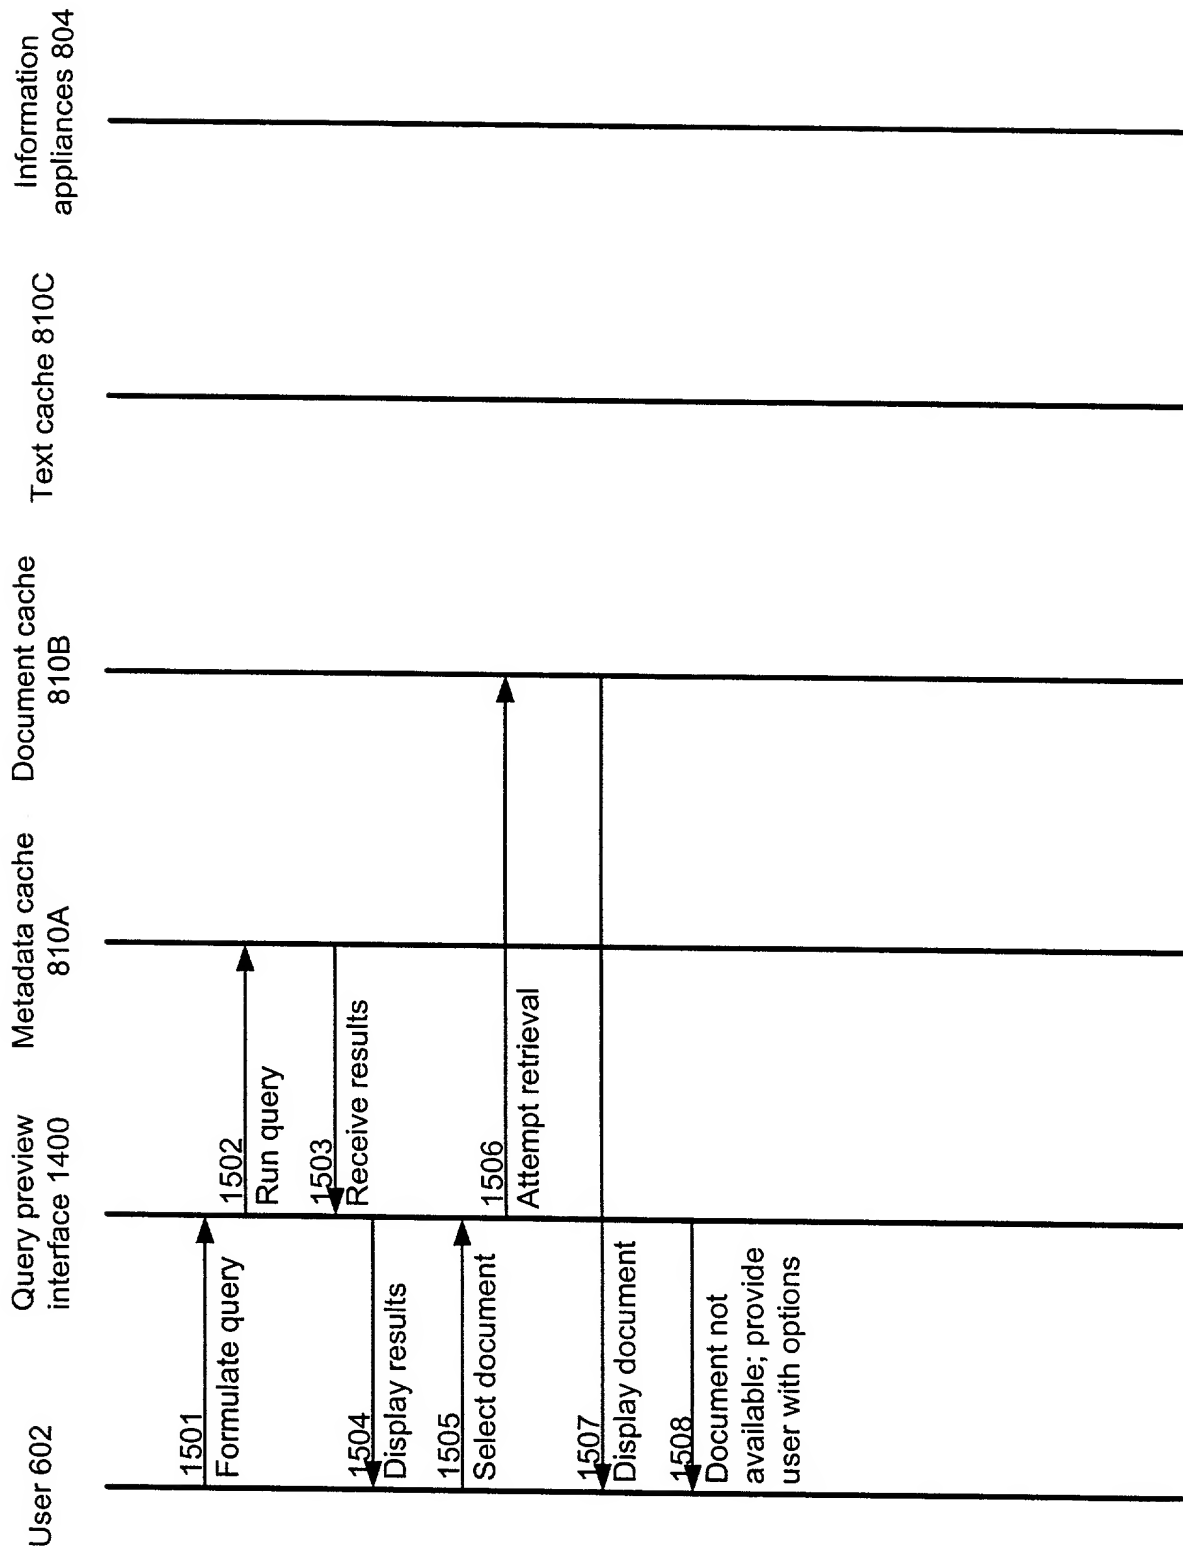 User 602
Query preview
interface 1400
Metadata cache
810A
Document cache
810B
Text cache 810C
Information
appliances 804
1501
Formulate query
1502
Run query
1503
Receive results
1504
Display results
1505
Select document
1506
Attempt retrieval
1507
Display document
1508
Document not
available; provide
user with options